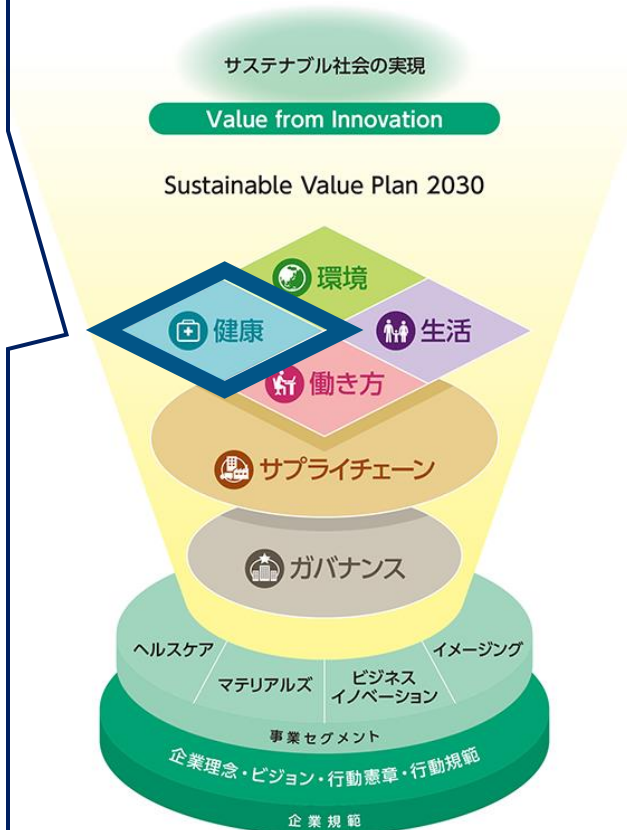 サステナブル社会の実現
Value from Innovation
Sustainable Value Plan 2030
環境
健康
生活
働き方
サプライチェーン
ガバナンス
ヘルスケア
マテリアルズ
ビジネス
イノベーション
イメージング
事業セグメント
企業理念・ビジョン・行動憲章・行動規範
企業規範